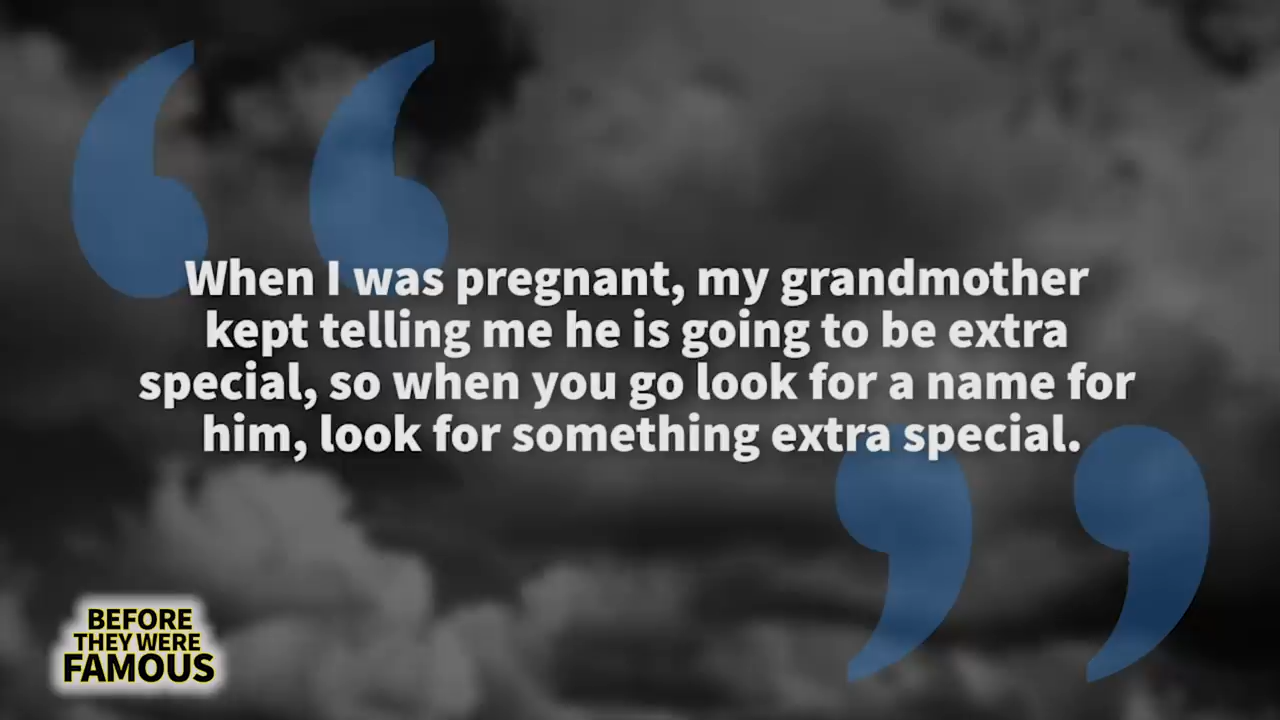 When I was pregnant, my grandmother
kept telling me he is going to be extra
special, so when you go look for a name for
him, look for something extra special.
BEFORE
THEY WERE
FAMOUS